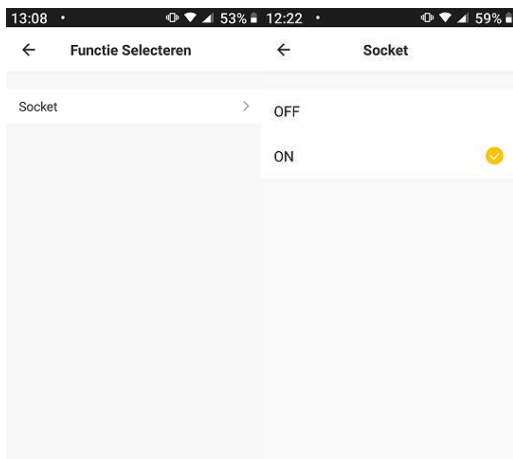 13:08 • 53%
Functie Selecteren
Socket
12:22 • 59%
Socket
OFF
ON